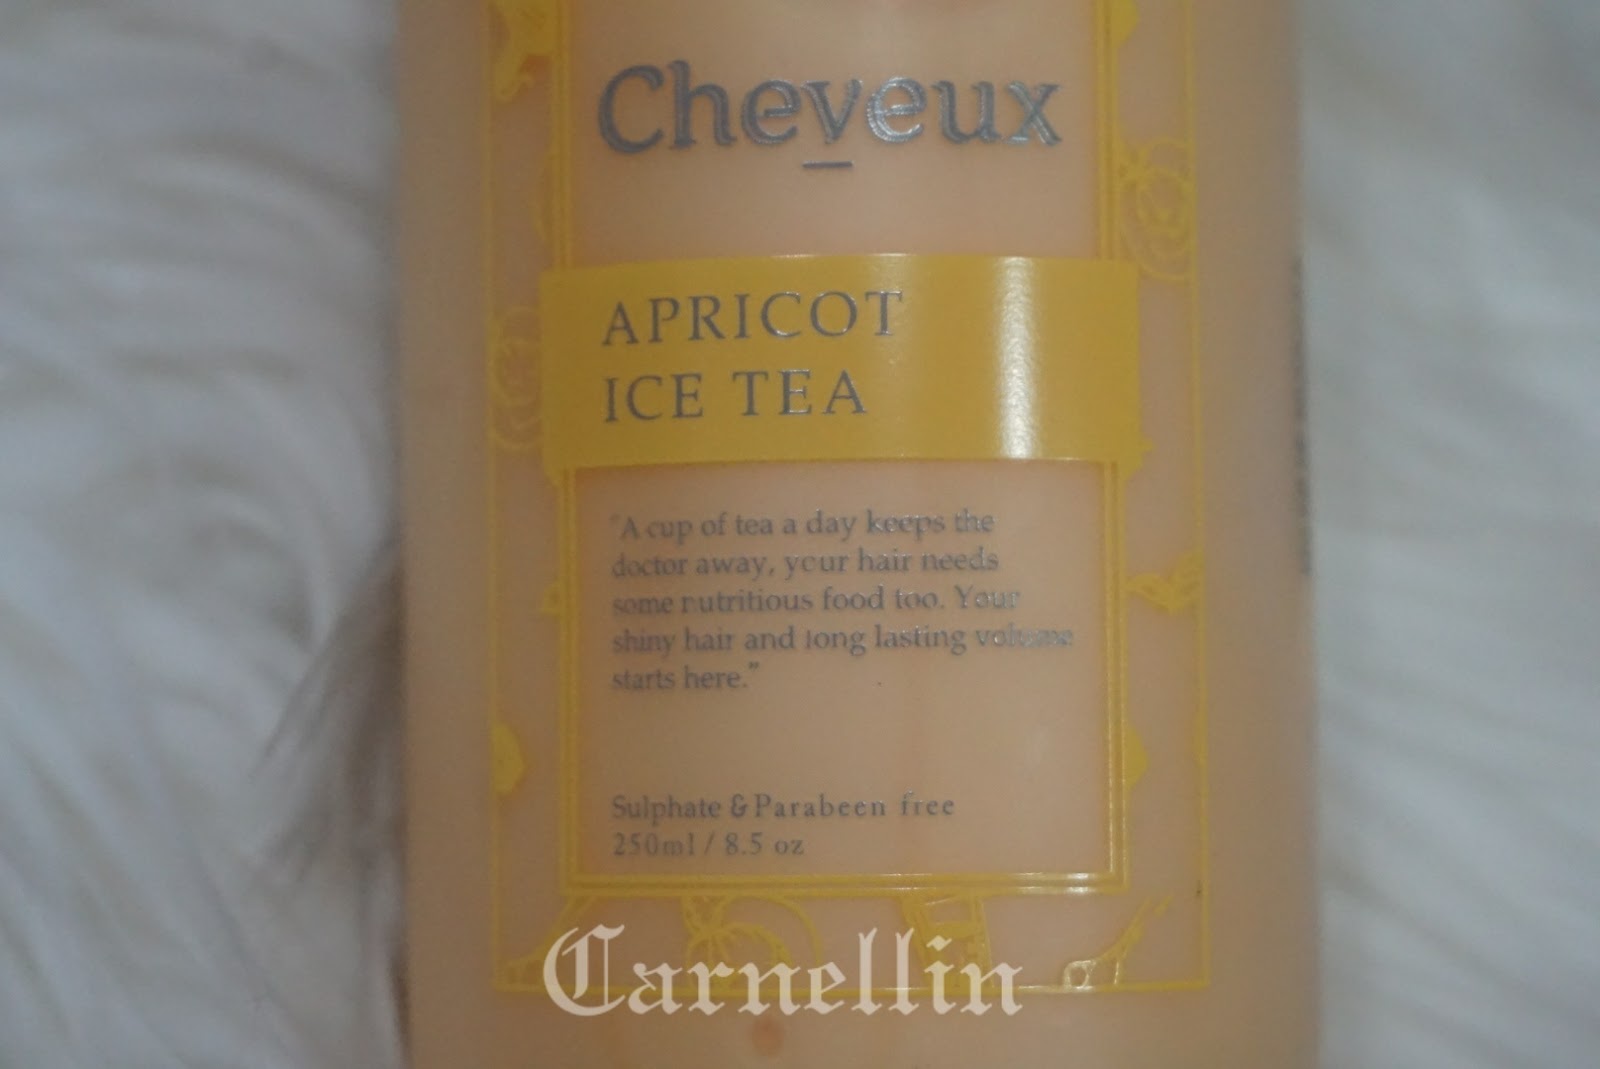 Cheveux
APRICOT
ICE TEA
"A cup of tea a day keeps the
doctor away, your hair needs
some nutritious food too. Your
shiny hair and long lasting volume
starts here."
Sulphate & Parabeen free
250ml / 8.5 oz
Carnellin